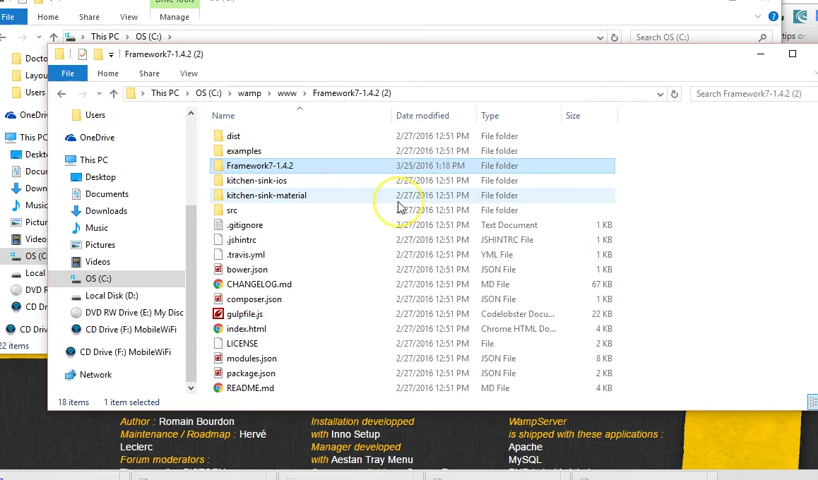 Drive Tools
OS (C:)
File Home Share View Manage
This PC OS (C:) Search OS (C:)
tips on
Framework7-1.4.2 (2)
File Home Share View
This PC OS (C:) wamp www Framework7-1.4.2 (2) Search Framework7-1.4.2 (2)
Name Date modified Type Size
Users
OneDrive
This PC
Desktop
Documents
Downloads
Music
Pictures
Videos
OS (C:)
Local Disk (D:)
DVD RW Drive (E:) My Disc
CD Drive (F:) MobileWiFi
CD Drive (F:) MobileWiFi
Network
dist 2/27/2016 12:51 PM File folder
examples 2/27/2016 12:51 PM File folder
Framework7-1.4.2 3/25/2016 1:18 PM File folder
kitchen-sink-ios 2/27/2016 12:51 PM File folder
kitchen-sink-material 2/27/2016 12:51 PM File folder
src 2/27/2016 12:51 PM File folder
.gitignore 2/27/2016 12:51 PM Text Document 1 KB
.jshintrc 2/27/2016 12:51 PM JSHINTRC File 1 KB
.travis.yml 2/27/2016 12:51 PM YML File 1 KB
bower.json 2/27/2016 12:51 PM JSON File 1 KB
CHANGELOG.md 2/27/2016 12:51 PM MD File 67 KB
composer.json 2/27/2016 12:51 PM JSON File 1 KB
gulpfile.js 2/27/2016 12:51 PM Codelobster Docu... 22 KB
index.html 2/27/2016 12:51 PM Chrome HTML Do... 4 KB
LICENSE 2/27/2016 12:51 PM File 2 KB
modules.json 2/27/2016 12:51 PM JSON File 8 KB
package.json 2/27/2016 12:51 PM JSON File 2 KB
README.md 2/27/2016 12:51 PM MD File 4 KB
18 items 1 item selected
22 items
Author : Romain Bourdon
Maintenance / Roadmap : Hervé
Leclerc
Forum moderators :
Installation developped
with Inno Setup
Manager developed
with Aestan Tray Menu
WampServer
is shipped with these applications :
Apache
MySQL